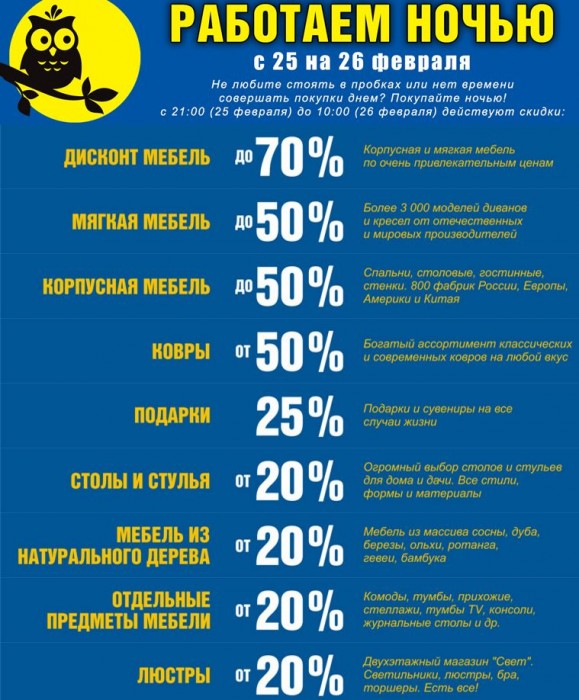 РАБОТАЕМ НОЧЬЮ
с 25 на 26 февраля
Не любите стоять в пробках или нет времени
совершать покупки днем? Покупайте ночью!
с 21:00 (25 февраля) до 10:00 (26 февраля) действуют скидки:
ДИСКОНТ МЕБЕЛЬ до 70%
Корпусная и мягкая мебель
по очень привлекательным ценам
МЯГКАЯ МЕБЕЛЬ до 50%
Более 3 000 моделей диванов
и кресел от отечественных
и мировых производителей
КОРПУСНАЯ МЕБЕЛЬ до 50%
Спальни, столовые, гостинные,
стенки. 800 фабрик России, Европы,
Америки и Китая
КОВРЫ от 50%
Богатый ассортимент классических
и современных ковров на любой вкус
ПОДАРКИ 25%
Подарки и сувениры на все
случаи жизни
СТОЛЫ И СТУЛЬЯ от 20%
Огромный выбор столов и стульев
для дома и дачи. Все стили,
формы и материалы
МЕБЕЛЬ ИЗ
НАТУРАЛЬНОГО ДЕРЕВА от 20%
Мебель из массива сосны, дуба,
березы, ольхи, ротанга,
гевеи, бамбука
ОТДЕЛЬНЫЕ
ПРЕДМЕТЫ МЕБЕЛИ от 20%
Комоды, тумбы, прихожие,
стеллажи, тумбы TV, консоли,
журнальные столы и др.
ЛЮСТРЫ от 20%
Двухэтажный магазин "Свет".
Светильники, люстры, бра,
торшеры. Есть все!